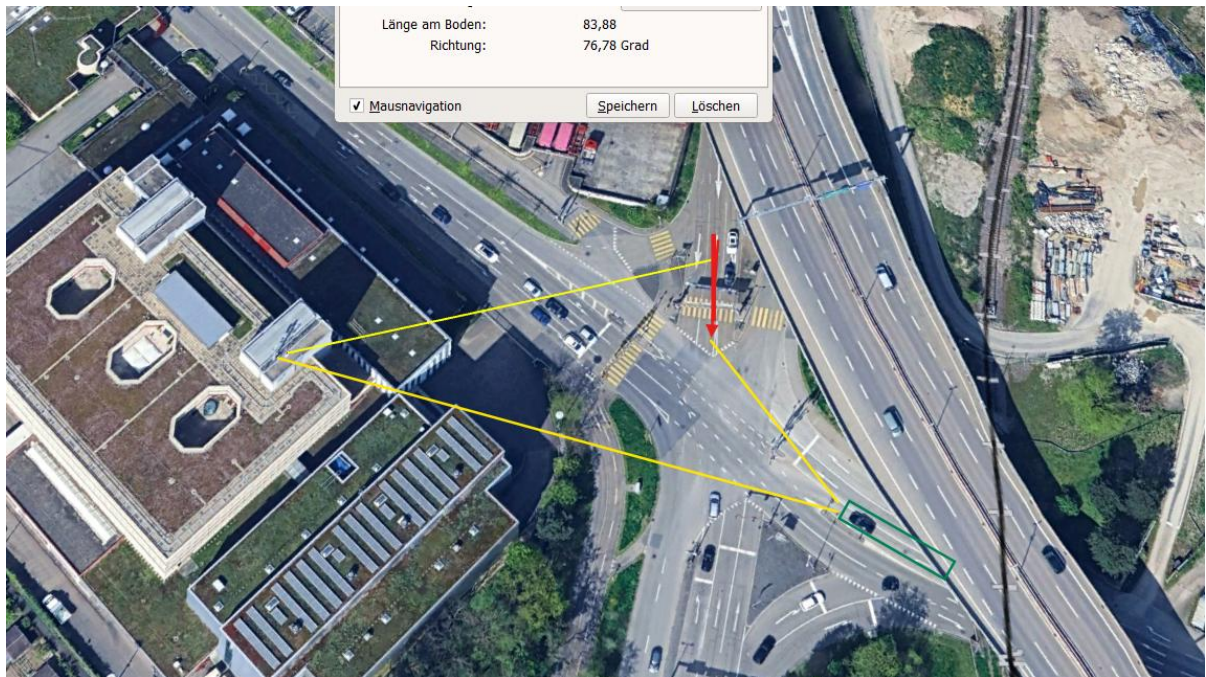 Länge am Boden: 83,88
Richtung: 76,78 Grad
Mausnavigation Speichern Löschen